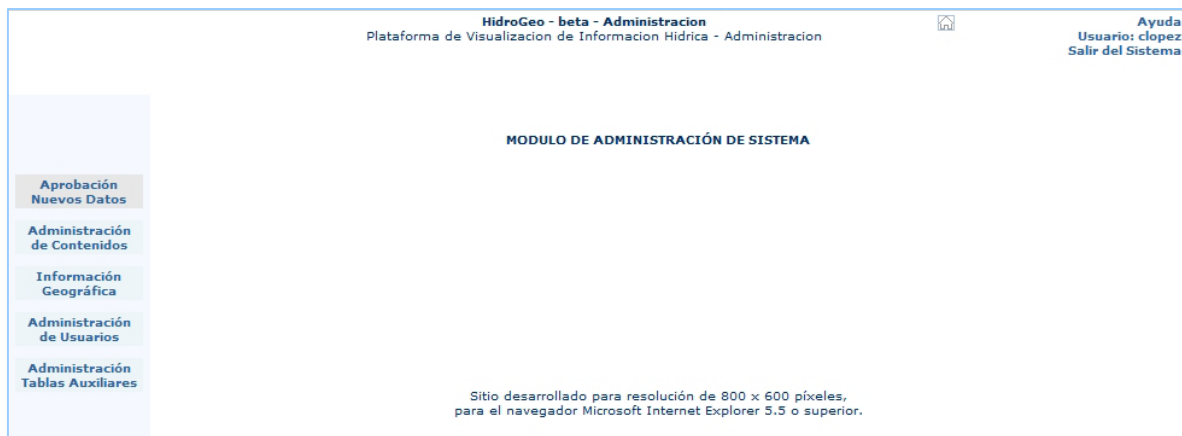 HidroGeo - beta - Administracion
Plataforma de Visualizacion de Informacion Hidrica - Administracion
Ayuda
Usuario: clopez
Salir del Sistema
MODULO DE ADMINISTRACIÓN DE SISTEMA
Aprobación
Nuevos Datos
Administración
de Contenidos
Información
Geográfica
Administración
de Usuarios
Administración
Tablas Auxiliares
Sitio desarrollado para resolución de 800 x 600 píxeles,
para el navegador Microsoft Internet Explorer 5.5 o superior.